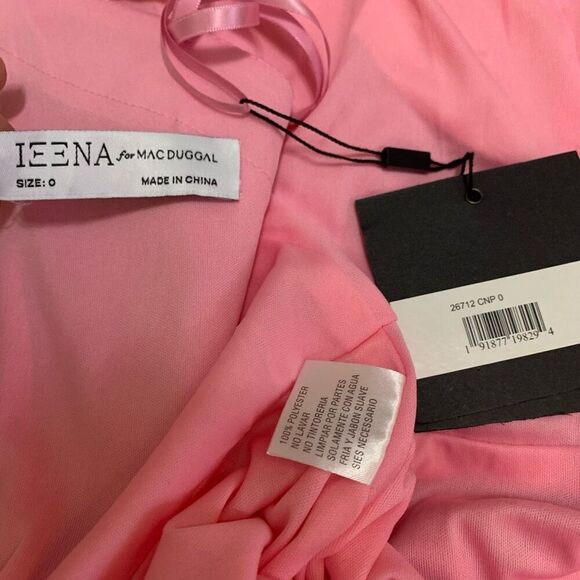 IEENA for MAC DUGGAL
SIZE: 0
MADE IN CHINA
26712 CNP 0
1 91877 19829 4
100% POLYESTER
NO LAVAR
NO TINTORERIA
LIMPIAR POR PARTES
SOLAMENTE CON AGUA
FRIA Y JABON SUAVE
SIES NECESSARIO